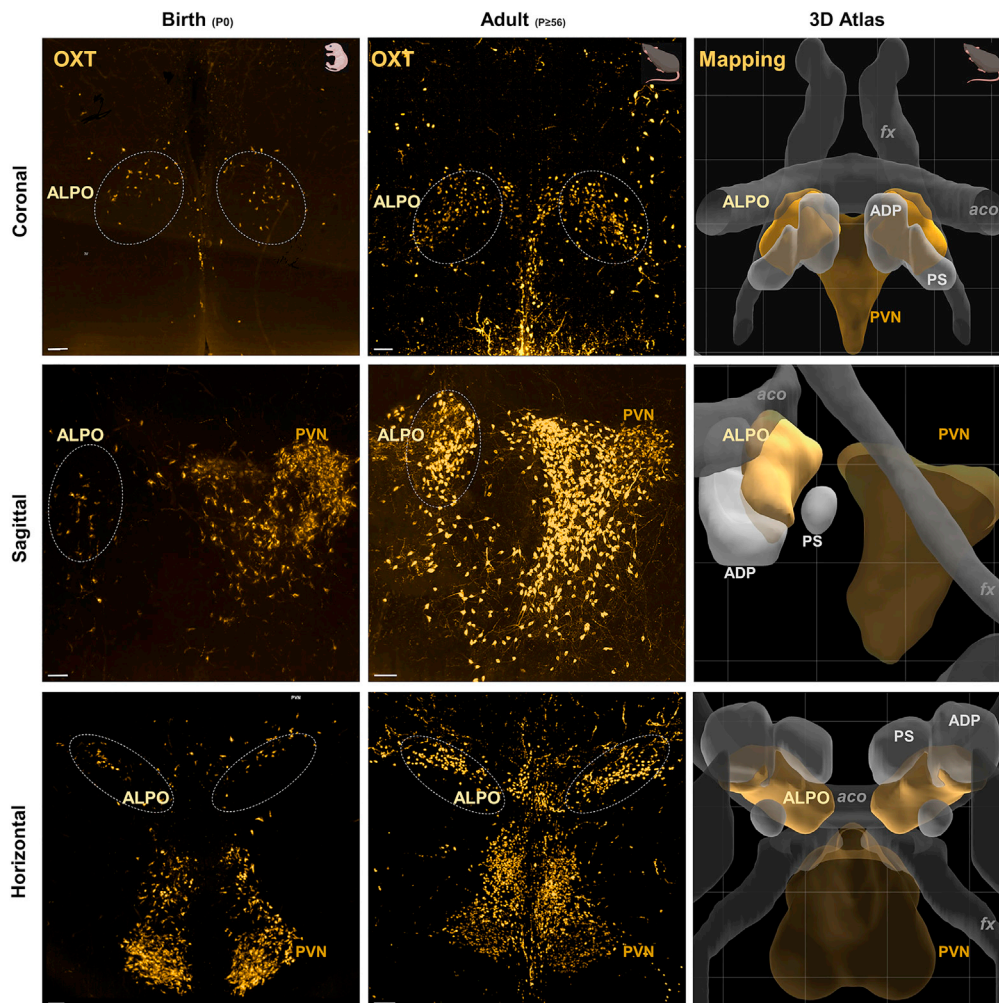 Birth (P0)
Adult (P≥56)
3D Atlas
Coronal
OXT
ALPO
OXT
ALPO
Mapping
fx
ALPO
ADP
aco
PS
PVN
Sagittal
ALPO
PVN
ALPO
PVN
aco
ALPO
PVN
PS
ADP
fx
Horizontal
PVN
ALPO
PVN
ALPO
PVN
PS
ADP
ALPO
aco
fx
PVN